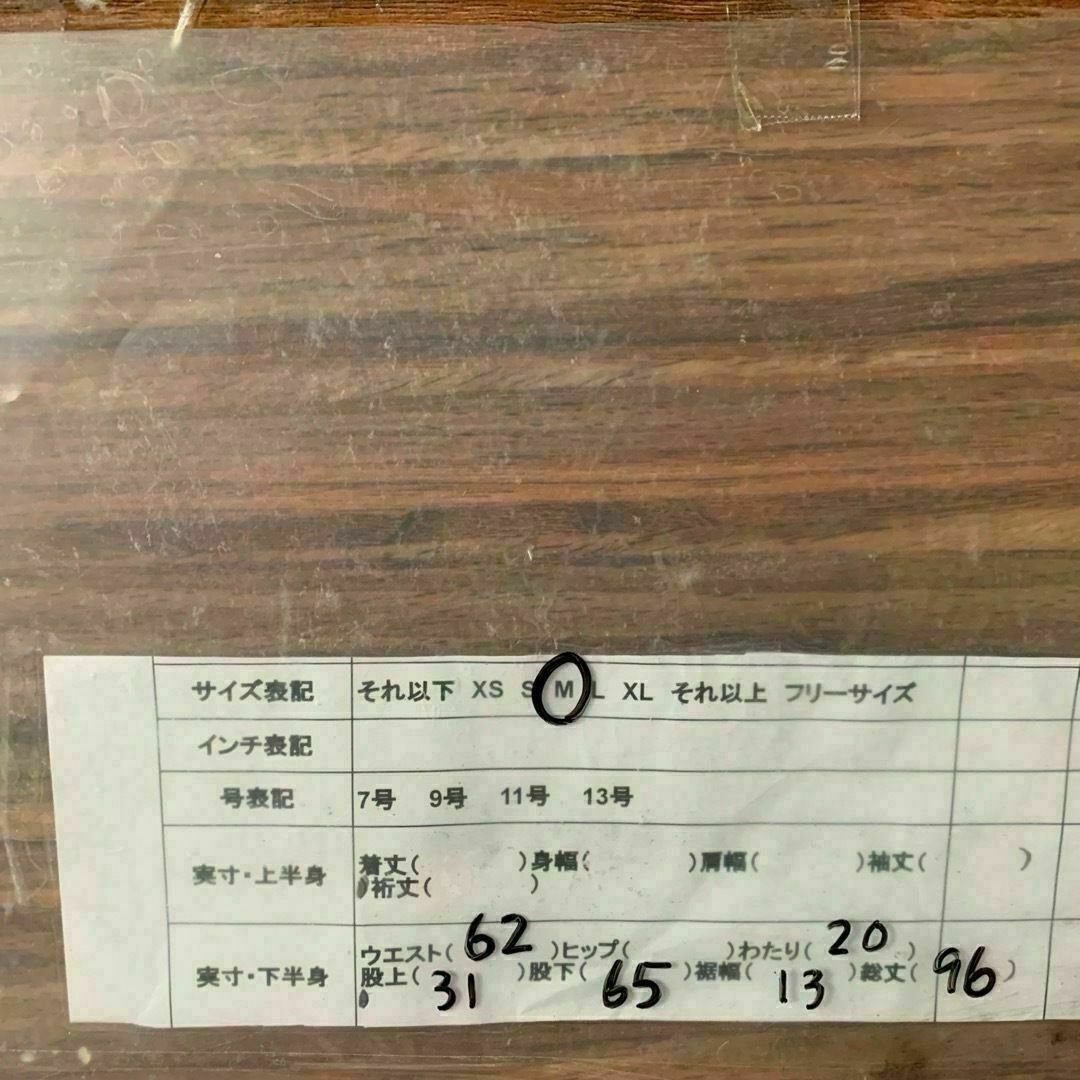 サイズ表記 それ以下 XS S M L XL それ以上 フリーサイズ
インチ表記
号表記 7号 9号 11号 13号
実寸・上半身 着丈( )身幅( )肩幅( )袖丈( )
裄丈( )
実寸・下半身 ウエスト( 62 )ヒップ( )わたり( 20 )
股上( 31 )股下( 65 )裾幅( 13 )総丈( 96 )